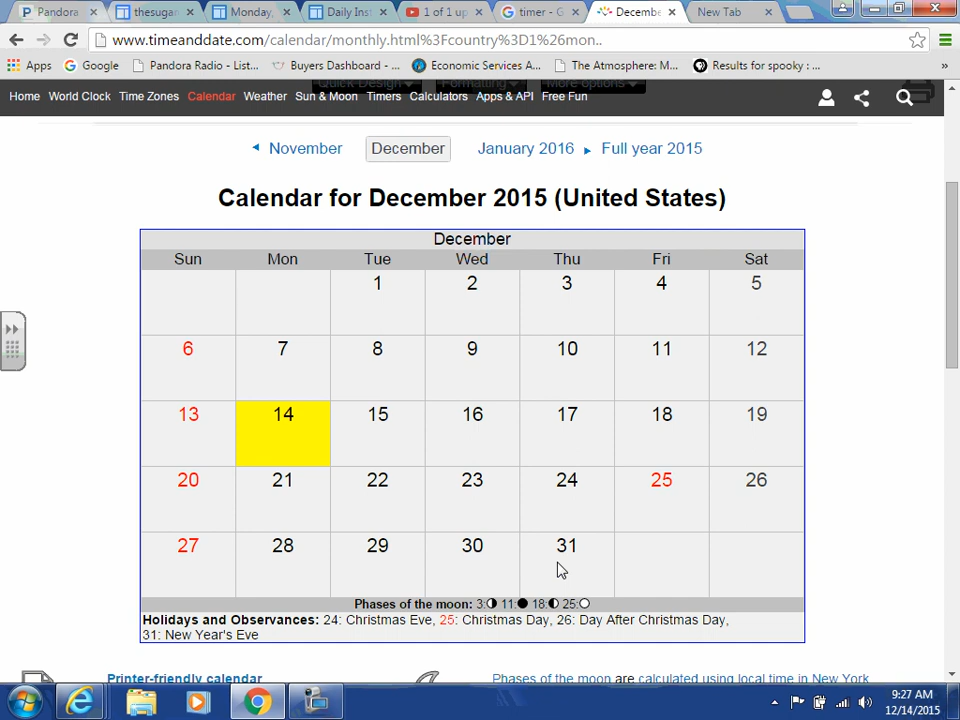 Pandora
thesugan
Monday,
Daily Inst
1 of 1 up
timer - G
Decembe
New Tab
www.timeanddate.com/calendar/monthly.html%3Fcountry%3D1%26mon..
Apps Google Pandora Radio - List... Buyers Dashboard - ... Economic Services A... The Atmosphere: M... Results for spooky : ... »
Quick Design Formatting More options
Home World Clock Time Zones Calendar Weather Sun & Moon Timers Calculators Apps & API Free Fun
November December January 2016 Full year 2015
Calendar for December 2015 (United States)
December
Sun Mon Tue Wed Thu Fri Sat
1 2 3 4 5
6 7 8 9 10 11 12
13 14 15 16 17 18 19
20 21 22 23 24 25 26
27 28 29 30 31
Phases of the moon: 3: 11: 18: 25:
Holidays and Observances: 24: Christmas Eve, 25: Christmas Day, 26: Day After Christmas Day,
31: New Year's Eve
Printer-friendly calendar
Phases of the moon are calculated using local time in New York
9:27 AM
12/14/2015